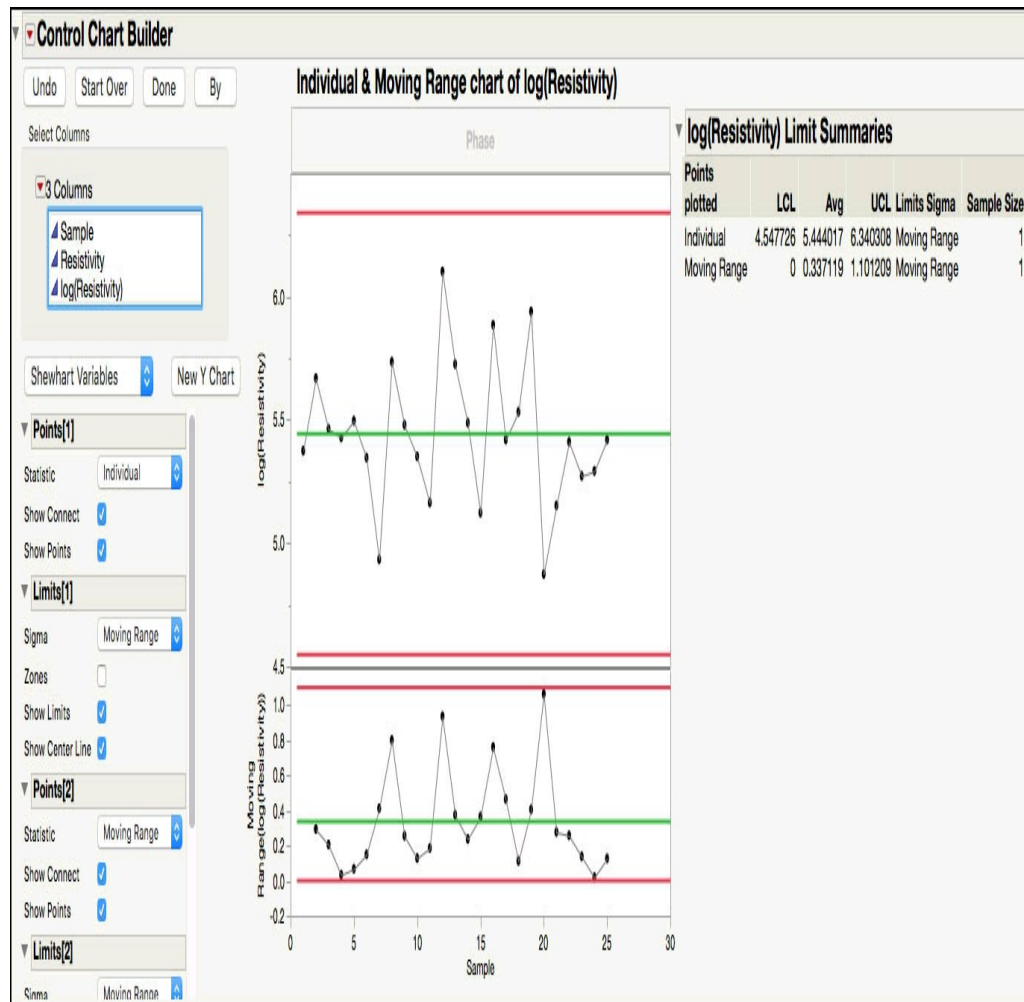 Control Chart Builder
Undo Start Over Done By
Select Columns
3 Columns
Sample
Resistivity
log(Resistivity)
Shewhart Variables New Y Chart
Points[1]
Statistic Individual
Show Connect
Show Points
Limits[1]
Sigma Moving Range
Zones
Show Limits
Show Center Line
Points[2]
Statistic Moving Range
Show Connect
Show Points
Limits[2]
Sigma Moving Range
Individual & Moving Range chart of log(Resistivity)
Phase
log(Resistivity)
6.0
5.5
5.0
4.5
Moving
Range(log(Resistivity))
1.0
0.8
0.6
0.4
0.2
0.0
-0.2
0 5 10 15 20 25 30
Sample
log(Resistivity) Limit Summaries
Points
plotted LCL Avg UCL Limits Sigma Sample Size
Individual 4.547726 5.444017 6.340308 Moving Range 1
Moving Range 0 0.337119 1.101209 Moving Range 1